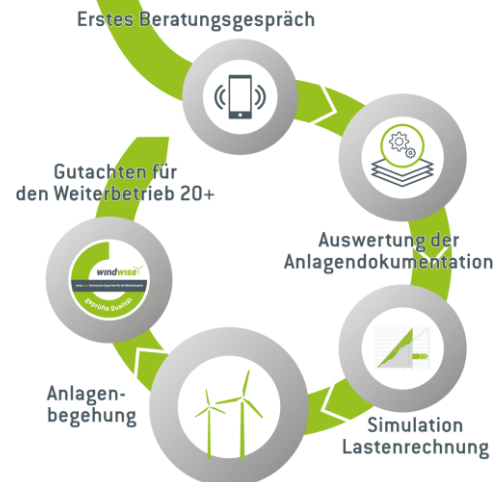 Erstes Beratungsgespräch
Auswertung der
Anlagendokumentation
Simulation
Lastenrechnung
Anlagen-
begehung
Gutachten für
den Weiterbetrieb 20+
windwise
geprüfte Qualität